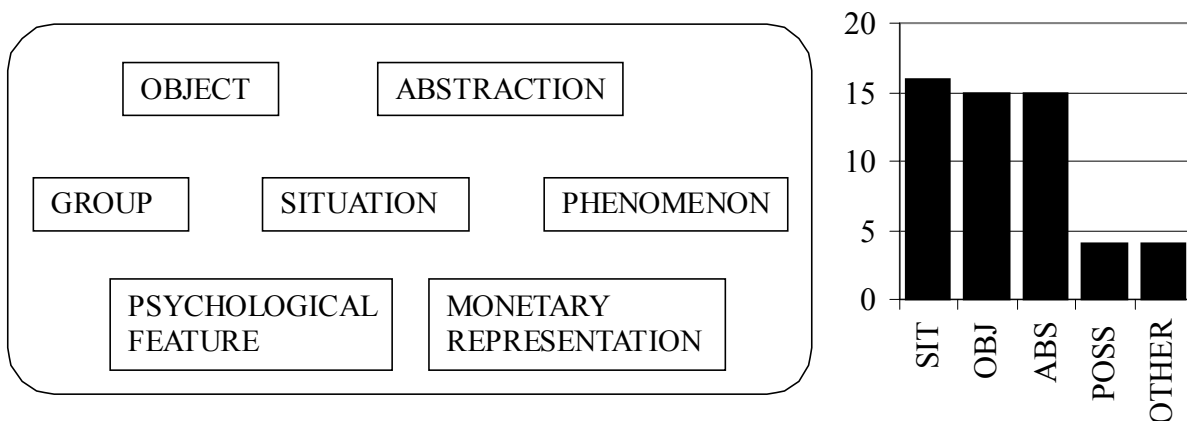 OBJECT
ABSTRACTION
GROUP
SITUATION
PHENOMENON
PSYCHOLOGICAL
FEATURE
MONETARY
REPRESENTATION
20
15
10
5
0
SIT
OBJ
ABS
POSS
OTHER